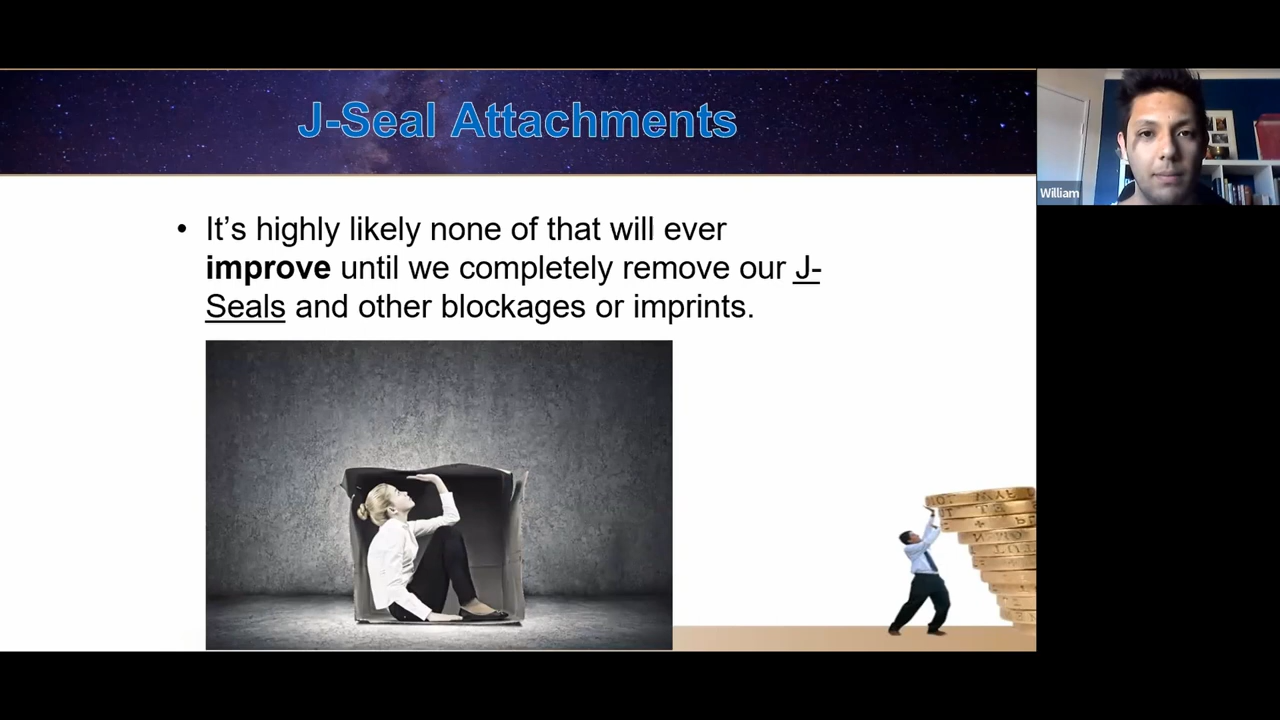 J-Seal Attachments
William
• It’s highly likely none of that will ever
improve until we completely remove our J-
Seals and other blockages or imprints.